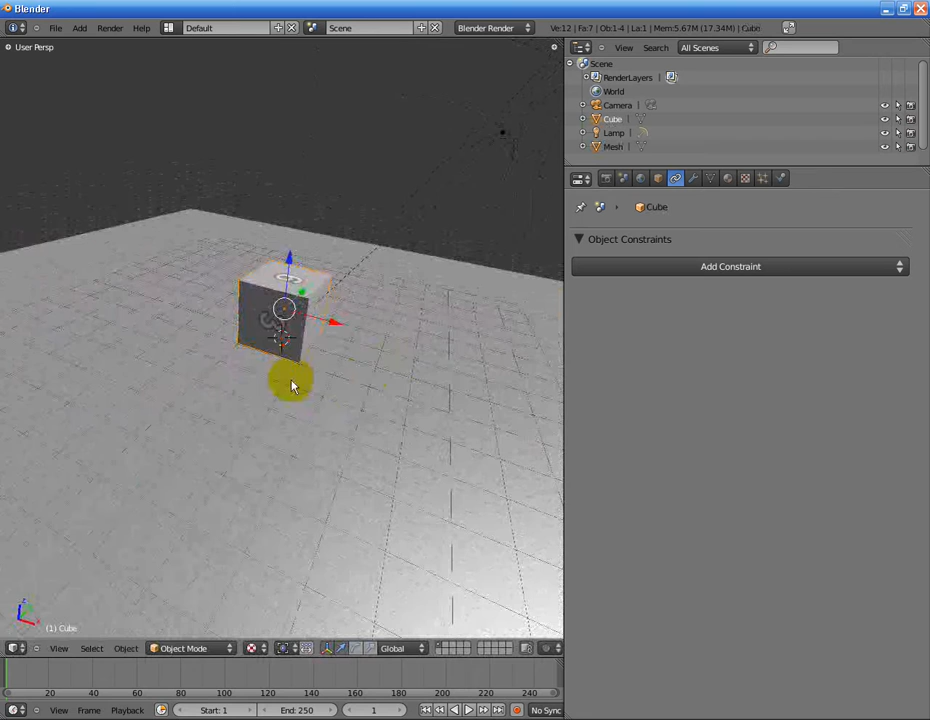 Blender
File Add Render Help Default Scene Blender Render Ve:12 | Fa:7 | Ob:1-4 | La:1 | Mem:5.67M (17.34M) | Cube
User Persp
View Search All Scenes
Scene
RenderLayers
World
Camera
Cube
Lamp
Mesh
Cube
Object Constraints
Add Constraint
3
(1) Cube
View Select Object Object Mode Global
20 40 60 80 100 120 140 160 180 200 220 240
View Frame Playback Start: 1 End: 250 1 No Sync